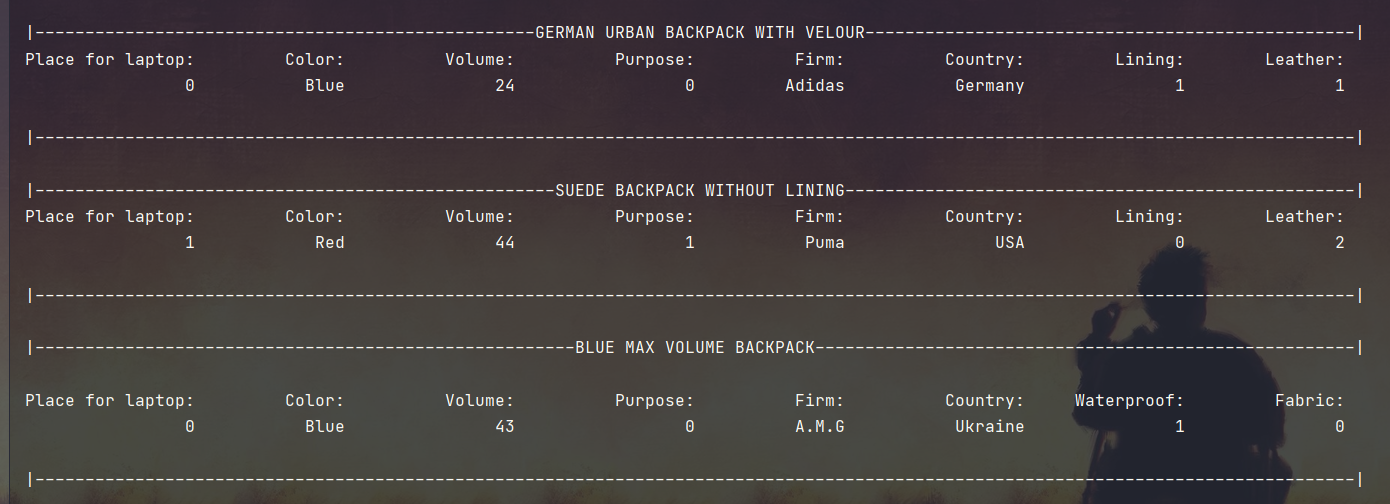 |--------------------------------------------------GERMAN URBAN BACKPACK WITH VELOUR-------------------------------------------------|
Place for laptop: Color: Volume: Purpose: Firm: Country: Lining: Leather:
0 Blue 24 0 Adidas Germany 1 1
|------------------------------------------------------------------------------------------------------------------------------------|
|----------------------------------------------------SUEDE BACKPACK WITHOUT LINING---------------------------------------------------|
Place for laptop: Color: Volume: Purpose: Firm: Country: Lining: Leather:
1 Red 44 1 Puma USA 0 2
|------------------------------------------------------------------------------------------------------------------------------------|
|------------------------------------------------------BLUE MAX VOLUME BACKPACK------------------------------------------------------|
Place for laptop: Color: Volume: Purpose: Firm: Country: Waterproof: Fabric:
0 Blue 43 0 A.M.G Ukraine 1 0
|------------------------------------------------------------------------------------------------------------------------------------|